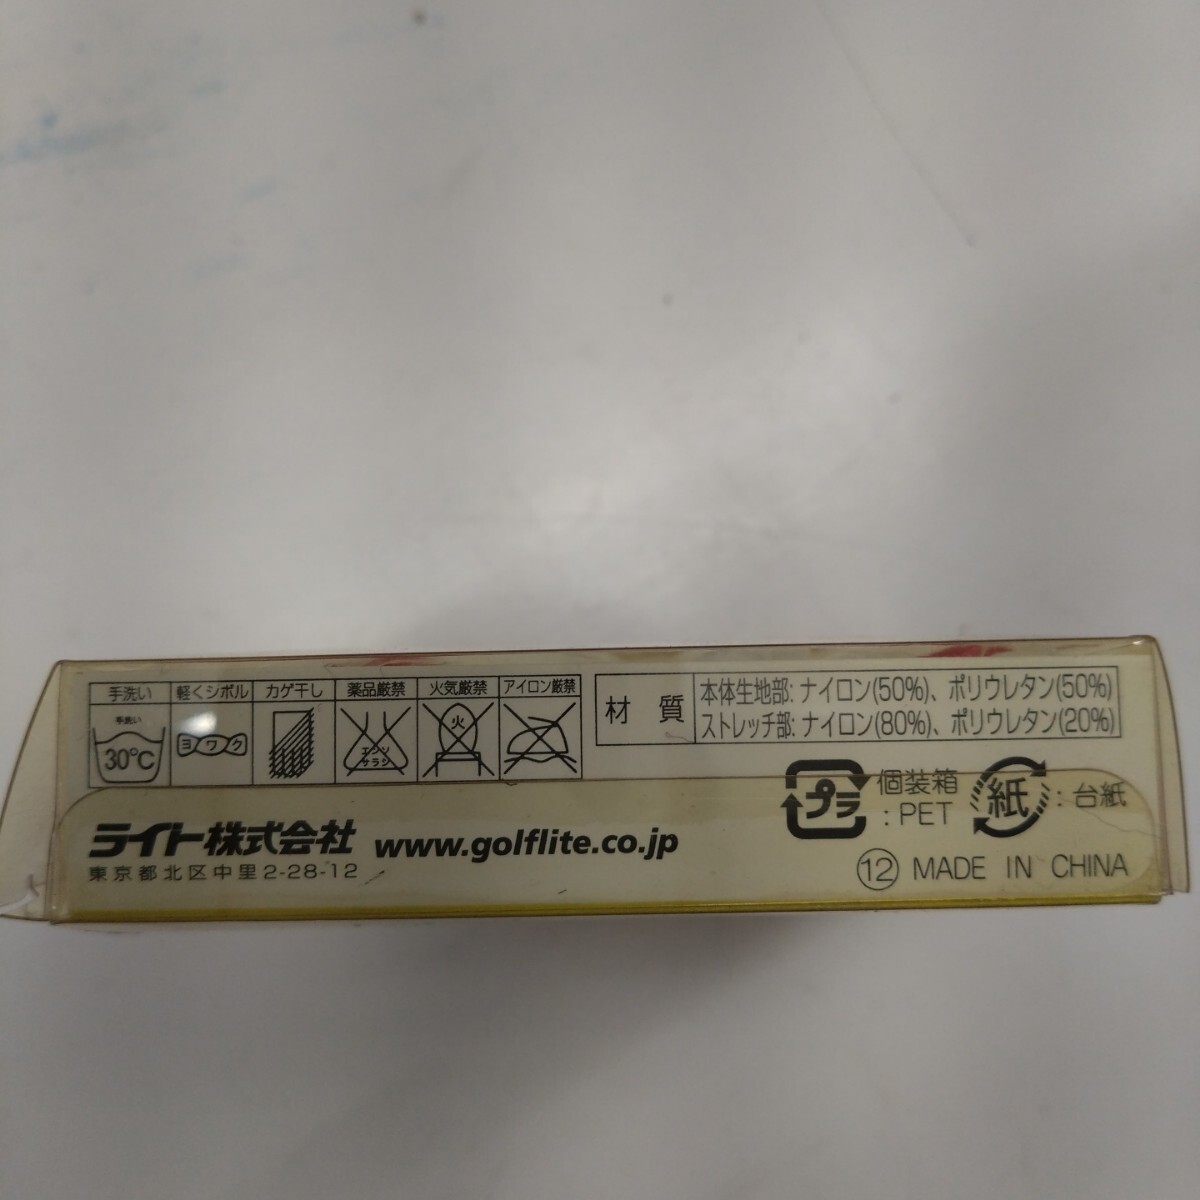 手洗い 軽くシボル カゲ干し 薬品厳禁 火気厳禁 アイロン厳禁
手洗い
30℃
ヨワク
エンソ
サラシ
火
材 質
本体生地部: ナイロン(50%)、ポリウレタン(50%)
ストレッチ部: ナイロン(80%)、ポリウレタン(20%)
プラ 個装箱
: PET
紙 : 台紙
ライト株式会社 www.golflite.co.jp
東京都北区中里2-28-12
⑫ MADE IN CHINA